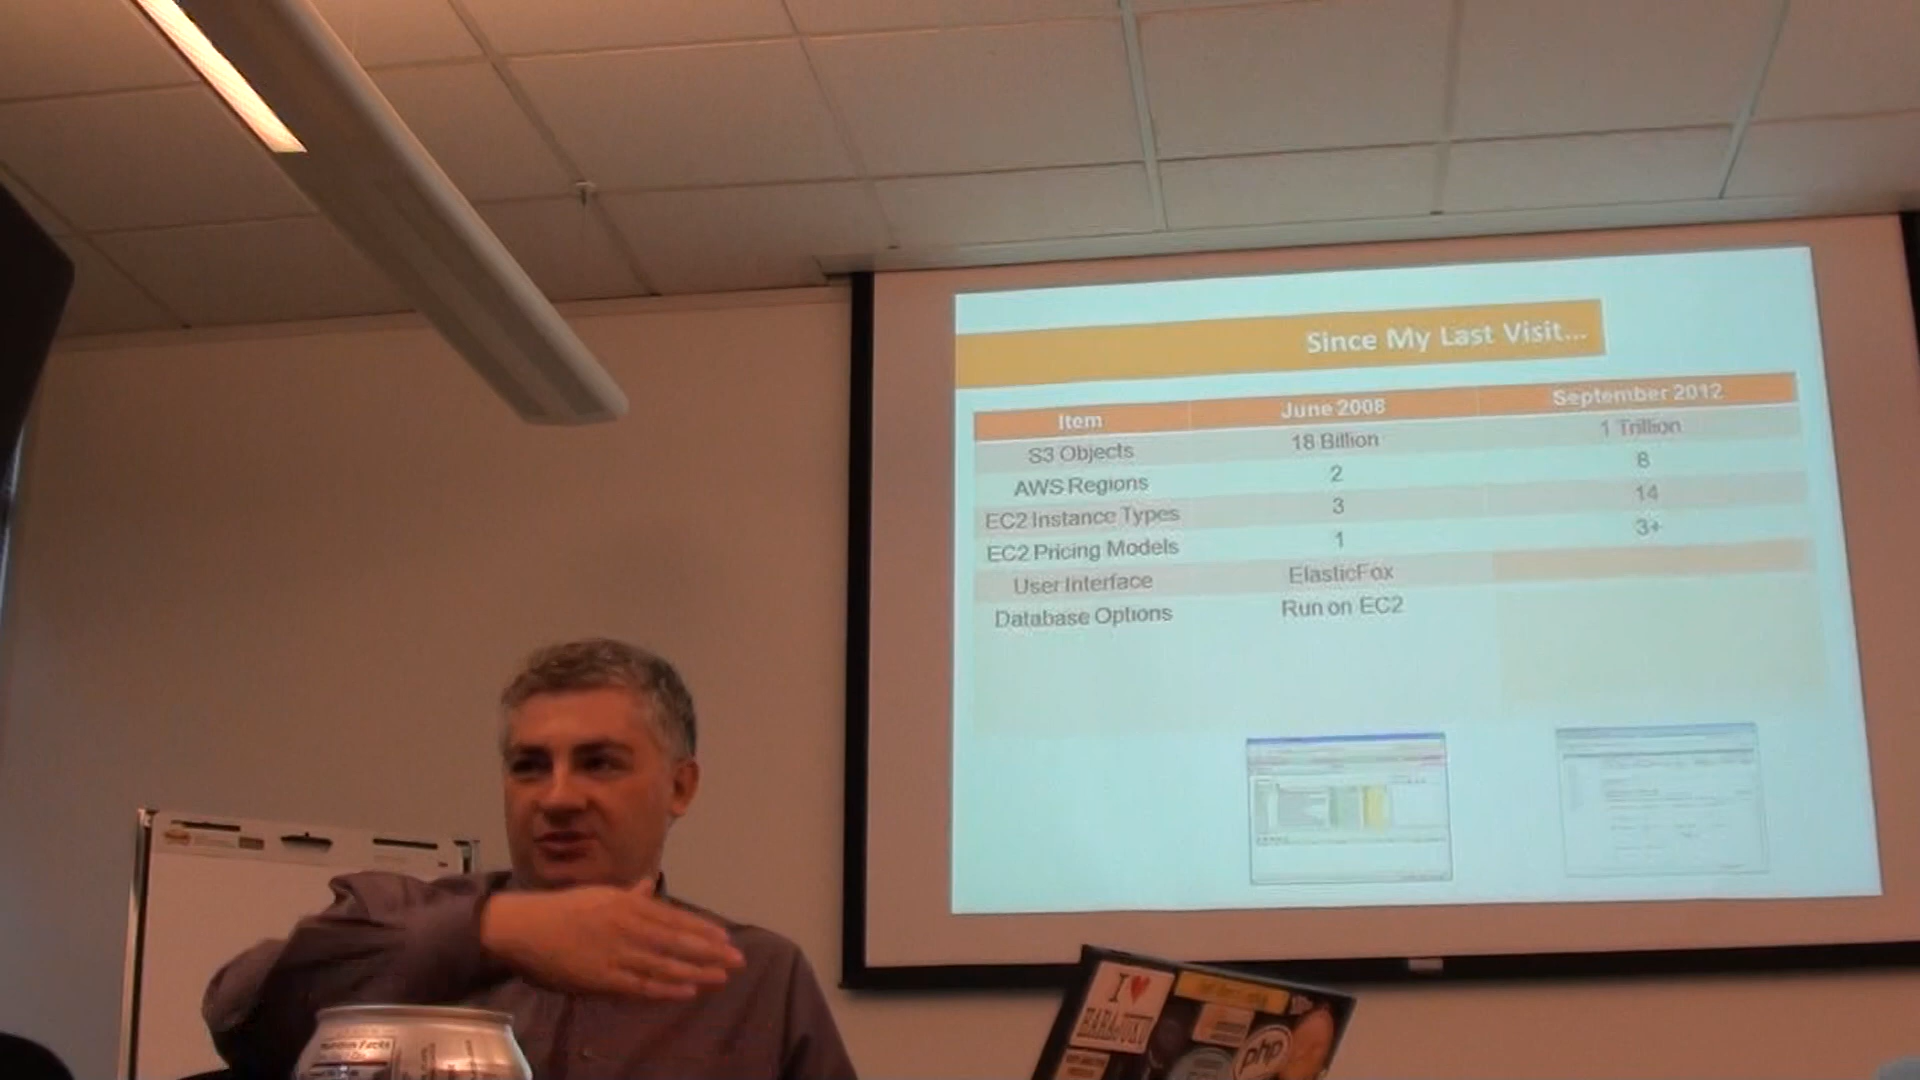 Since My Last Visit...
Item June 2008 September 2012
S3 Objects 18 Billion 1 Trillion
AWS Regions 2 8
EC2 Instance Types 3 14
EC2 Pricing Models 1 3+
User Interface ElasticFox
Database Options Run on EC2
I ♥
HARAJUKU
php
Nutrition Facts